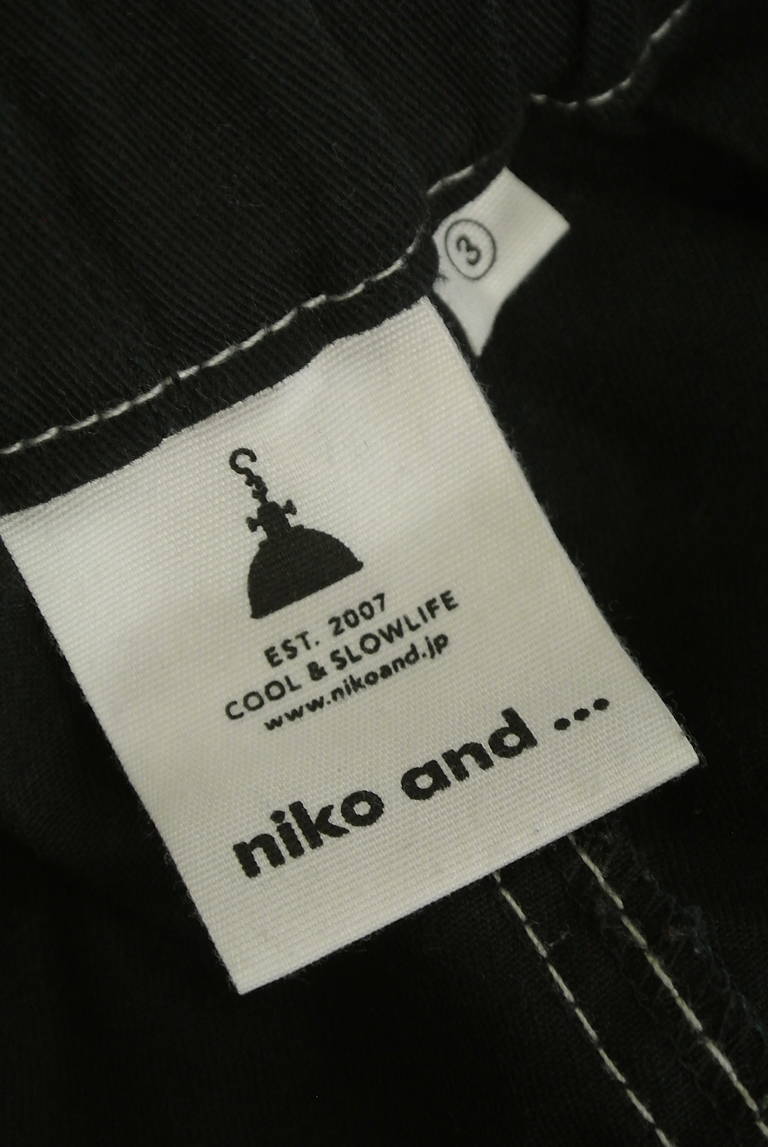 ③
EST. 2007
COOL & SLOWLIFE
www.nikoand.jp
niko and ...